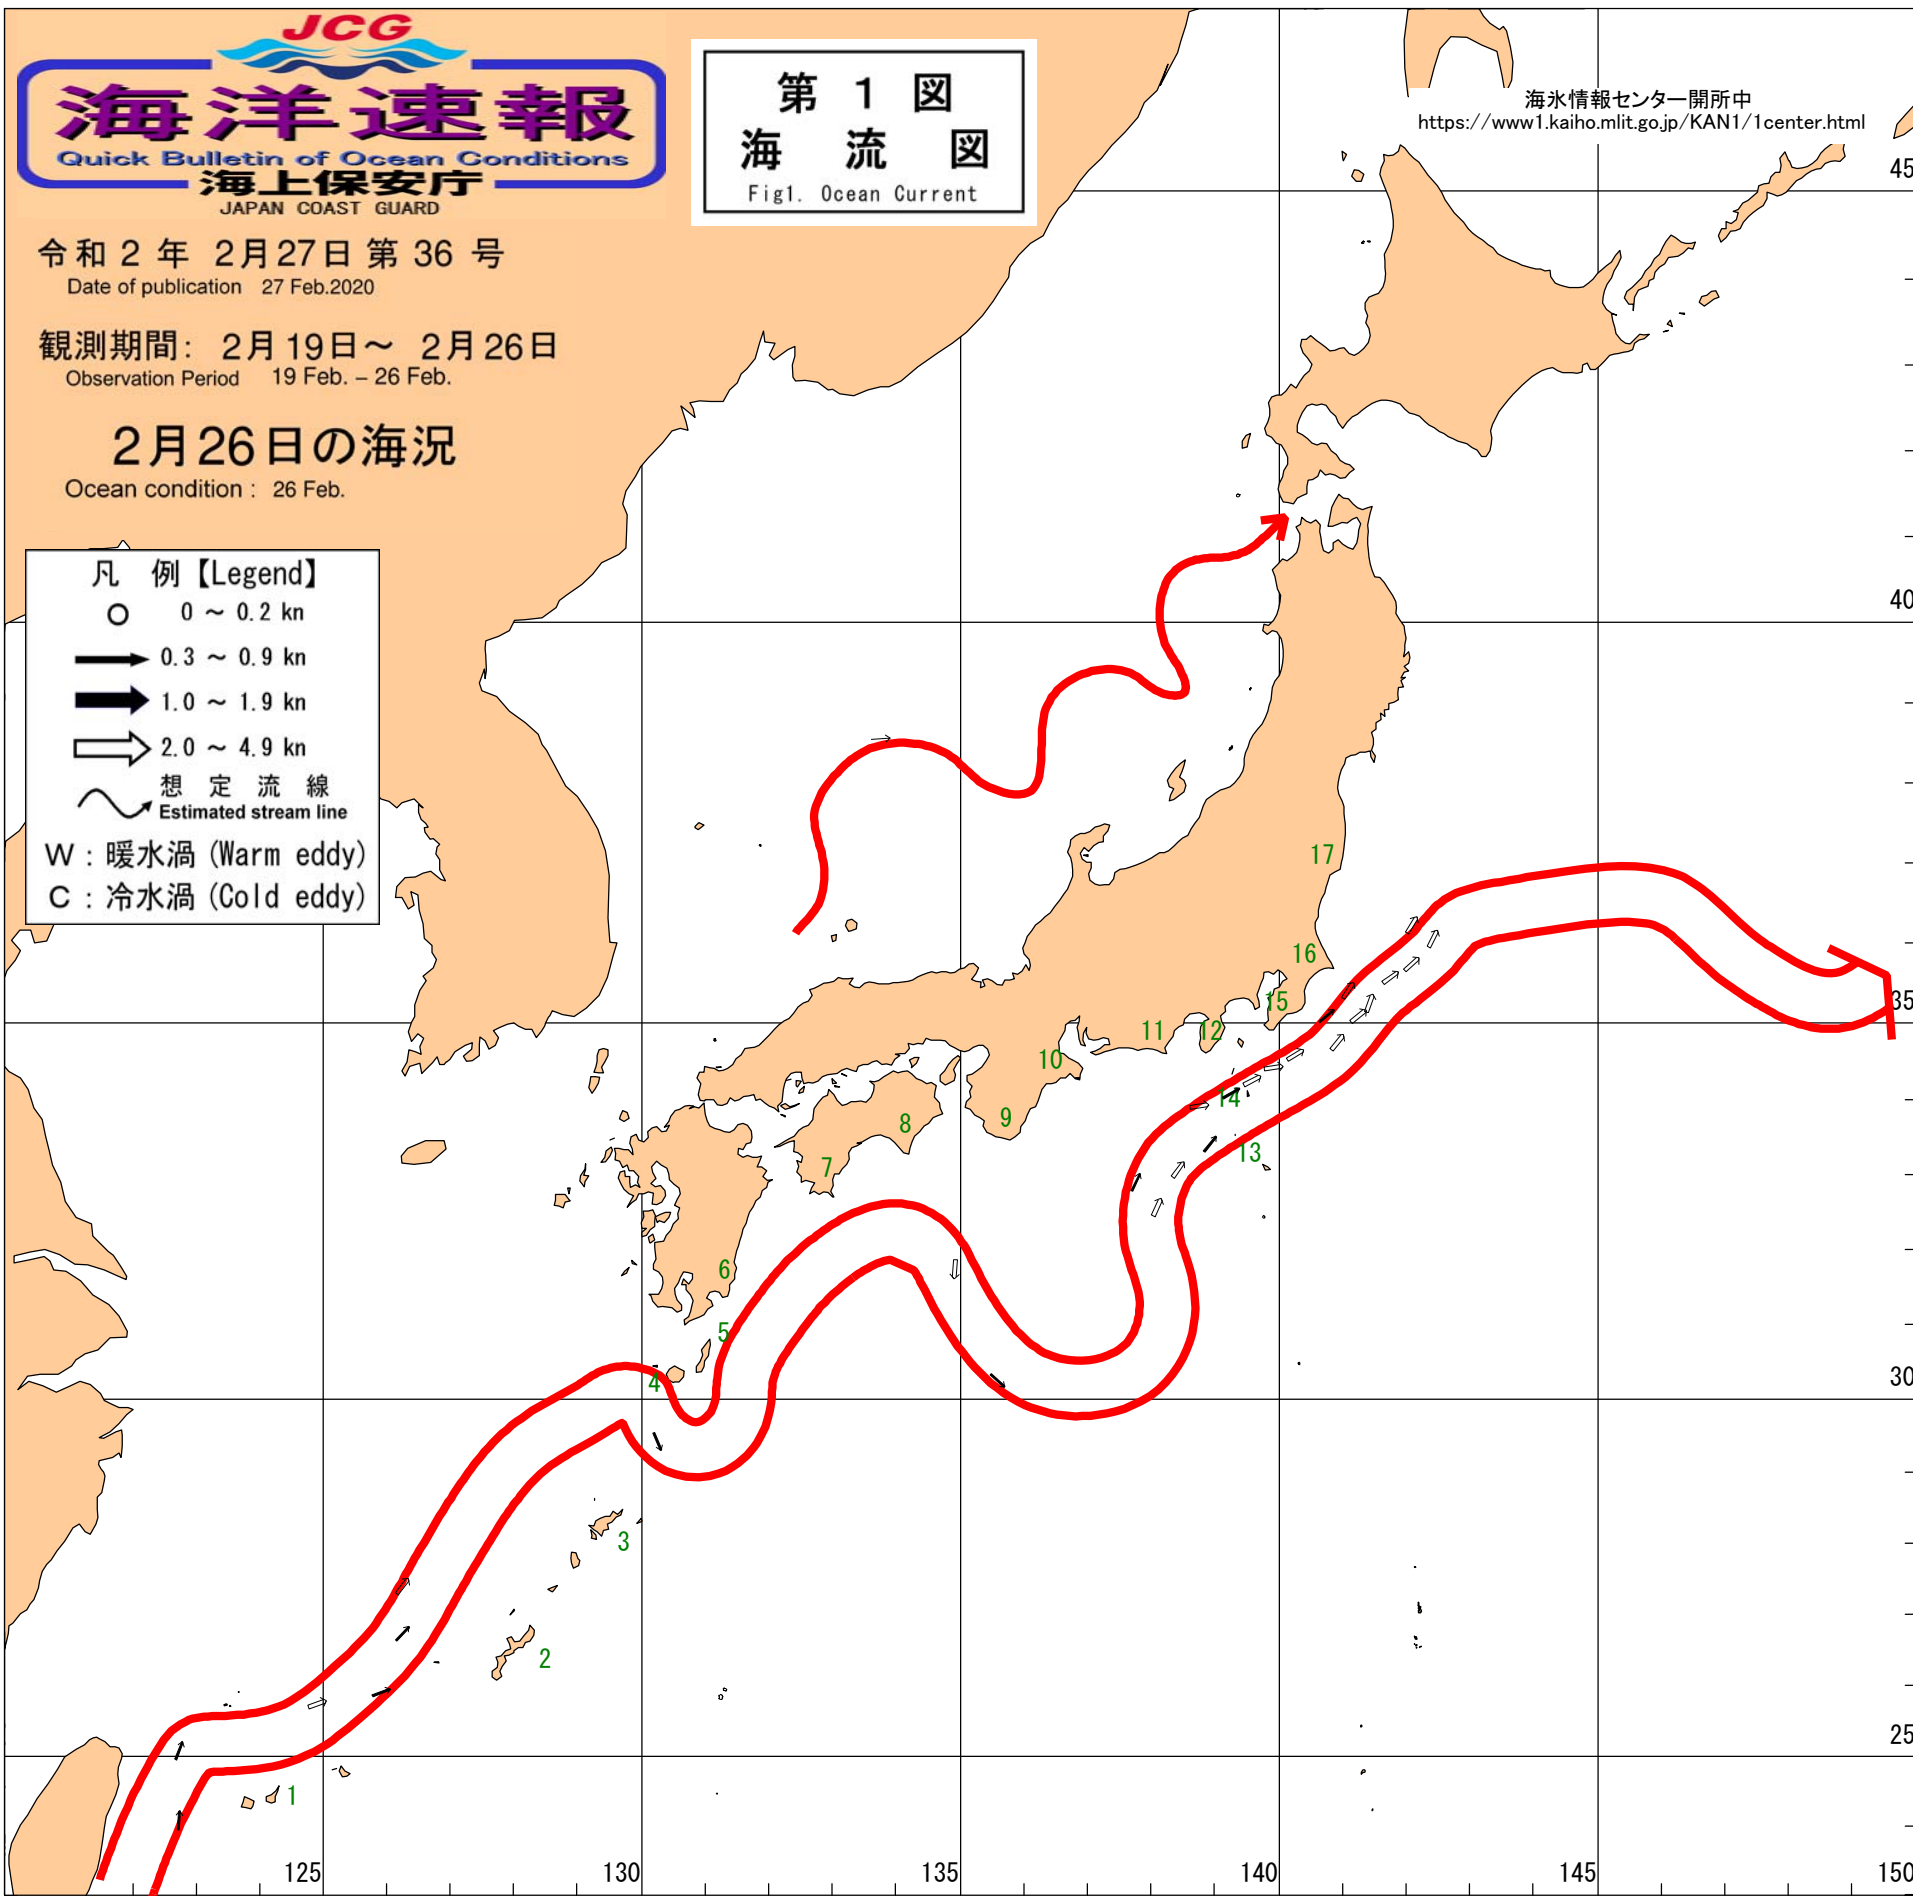 JCG
海洋速報
Quick Bulletin of Ocean Conditions
海上保安庁
JAPAN COAST GUARD
令和 2 年 2月27日 第 36 号
Date of publication 27 Feb.2020
観測期間: 2月19日～ 2月26日
Observation Period 19 Feb. – 26 Feb.
2月26日の海況
Ocean condition : 26 Feb.
第 1 図
海 流 図
Fig1. Ocean Current
海氷情報センター開所中
https://www1.kaiho.mlit.go.jp/KAN1/1center.html
凡 例【Legend】
0 ～ 0.2 kn
0.3 ～ 0.9 kn
1.0 ～ 1.9 kn
2.0 ～ 4.9 kn
想 定 流 線
Estimated stream line
W : 暖水渦 (Warm eddy)
C : 冷水渦 (Cold eddy)
45
40
17
16
15
35
11
12
10
14
9
8
13
7
6
5
4
30
3
2
25
1
125
130
135
140
145
150